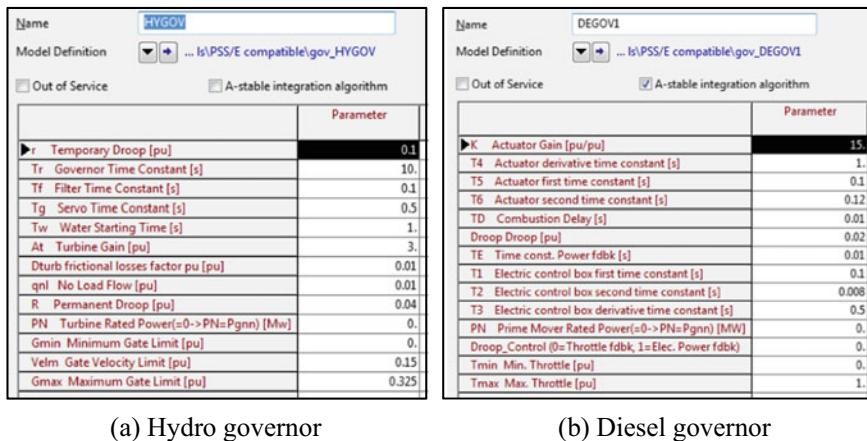 Name HYGOV
Model Definition ... ls\PSS/E compatible\gov_HYGOV
Out of Service A-stable integration algorithm
Parameter
r Temporary Droop [pu] 0.1
Tr Governor Time Constant [s] 10.
Tf Filter Time Constant [s] 0.1
Tg Servo Time Constant [s] 0.5
Tw Water Starting Time [s] 1.
At Turbine Gain [pu] 3.
Dturb frictional losses factor pu [pu] 0.01
qnl No Load Flow [pu] 0.01
R Permanent Droop [pu] 0.04
PN Turbine Rated Power(=0->PN=Pgnn) [Mw] 0.
Gmin Minimum Gate Limit [pu] 0.
Velm Gate Velocity Limit [pu] 0.15
Gmax Maximum Gate Limit [pu] 0.325
(a) Hydro governor
Name DEGOV1
Model Definition ... ls\PSS/E compatible\gov_DEGOV1
Out of Service A-stable integration algorithm
Parameter
K Actuator Gain [pu/pu] 15.
T4 Actuator derivative time constant [s] 1.
T5 Actuator first time constant [s] 0.1
T6 Actuator second time constant [s] 0.12
TD Combustion Delay [s] 0.01
Droop Droop [pu] 0.02
TE Time const. Power fdbk [s] 0.01
T1 Electric control box first time constant [s] 0.1
T2 Electric control box second time constant [s] 0.008
T3 Electric control box derivative time constant [s] 0.5
PN Prime Mover Rated Power(=0->PN=Pgnn) [MW] 0.
Droop_Control (0=Throttle fdbk, 1=Elec. Power fdbk) 0.
Tmin Min. Throttle [pu] 0.
Tmax Max. Throttle [pu] 1.
(b) Diesel governor